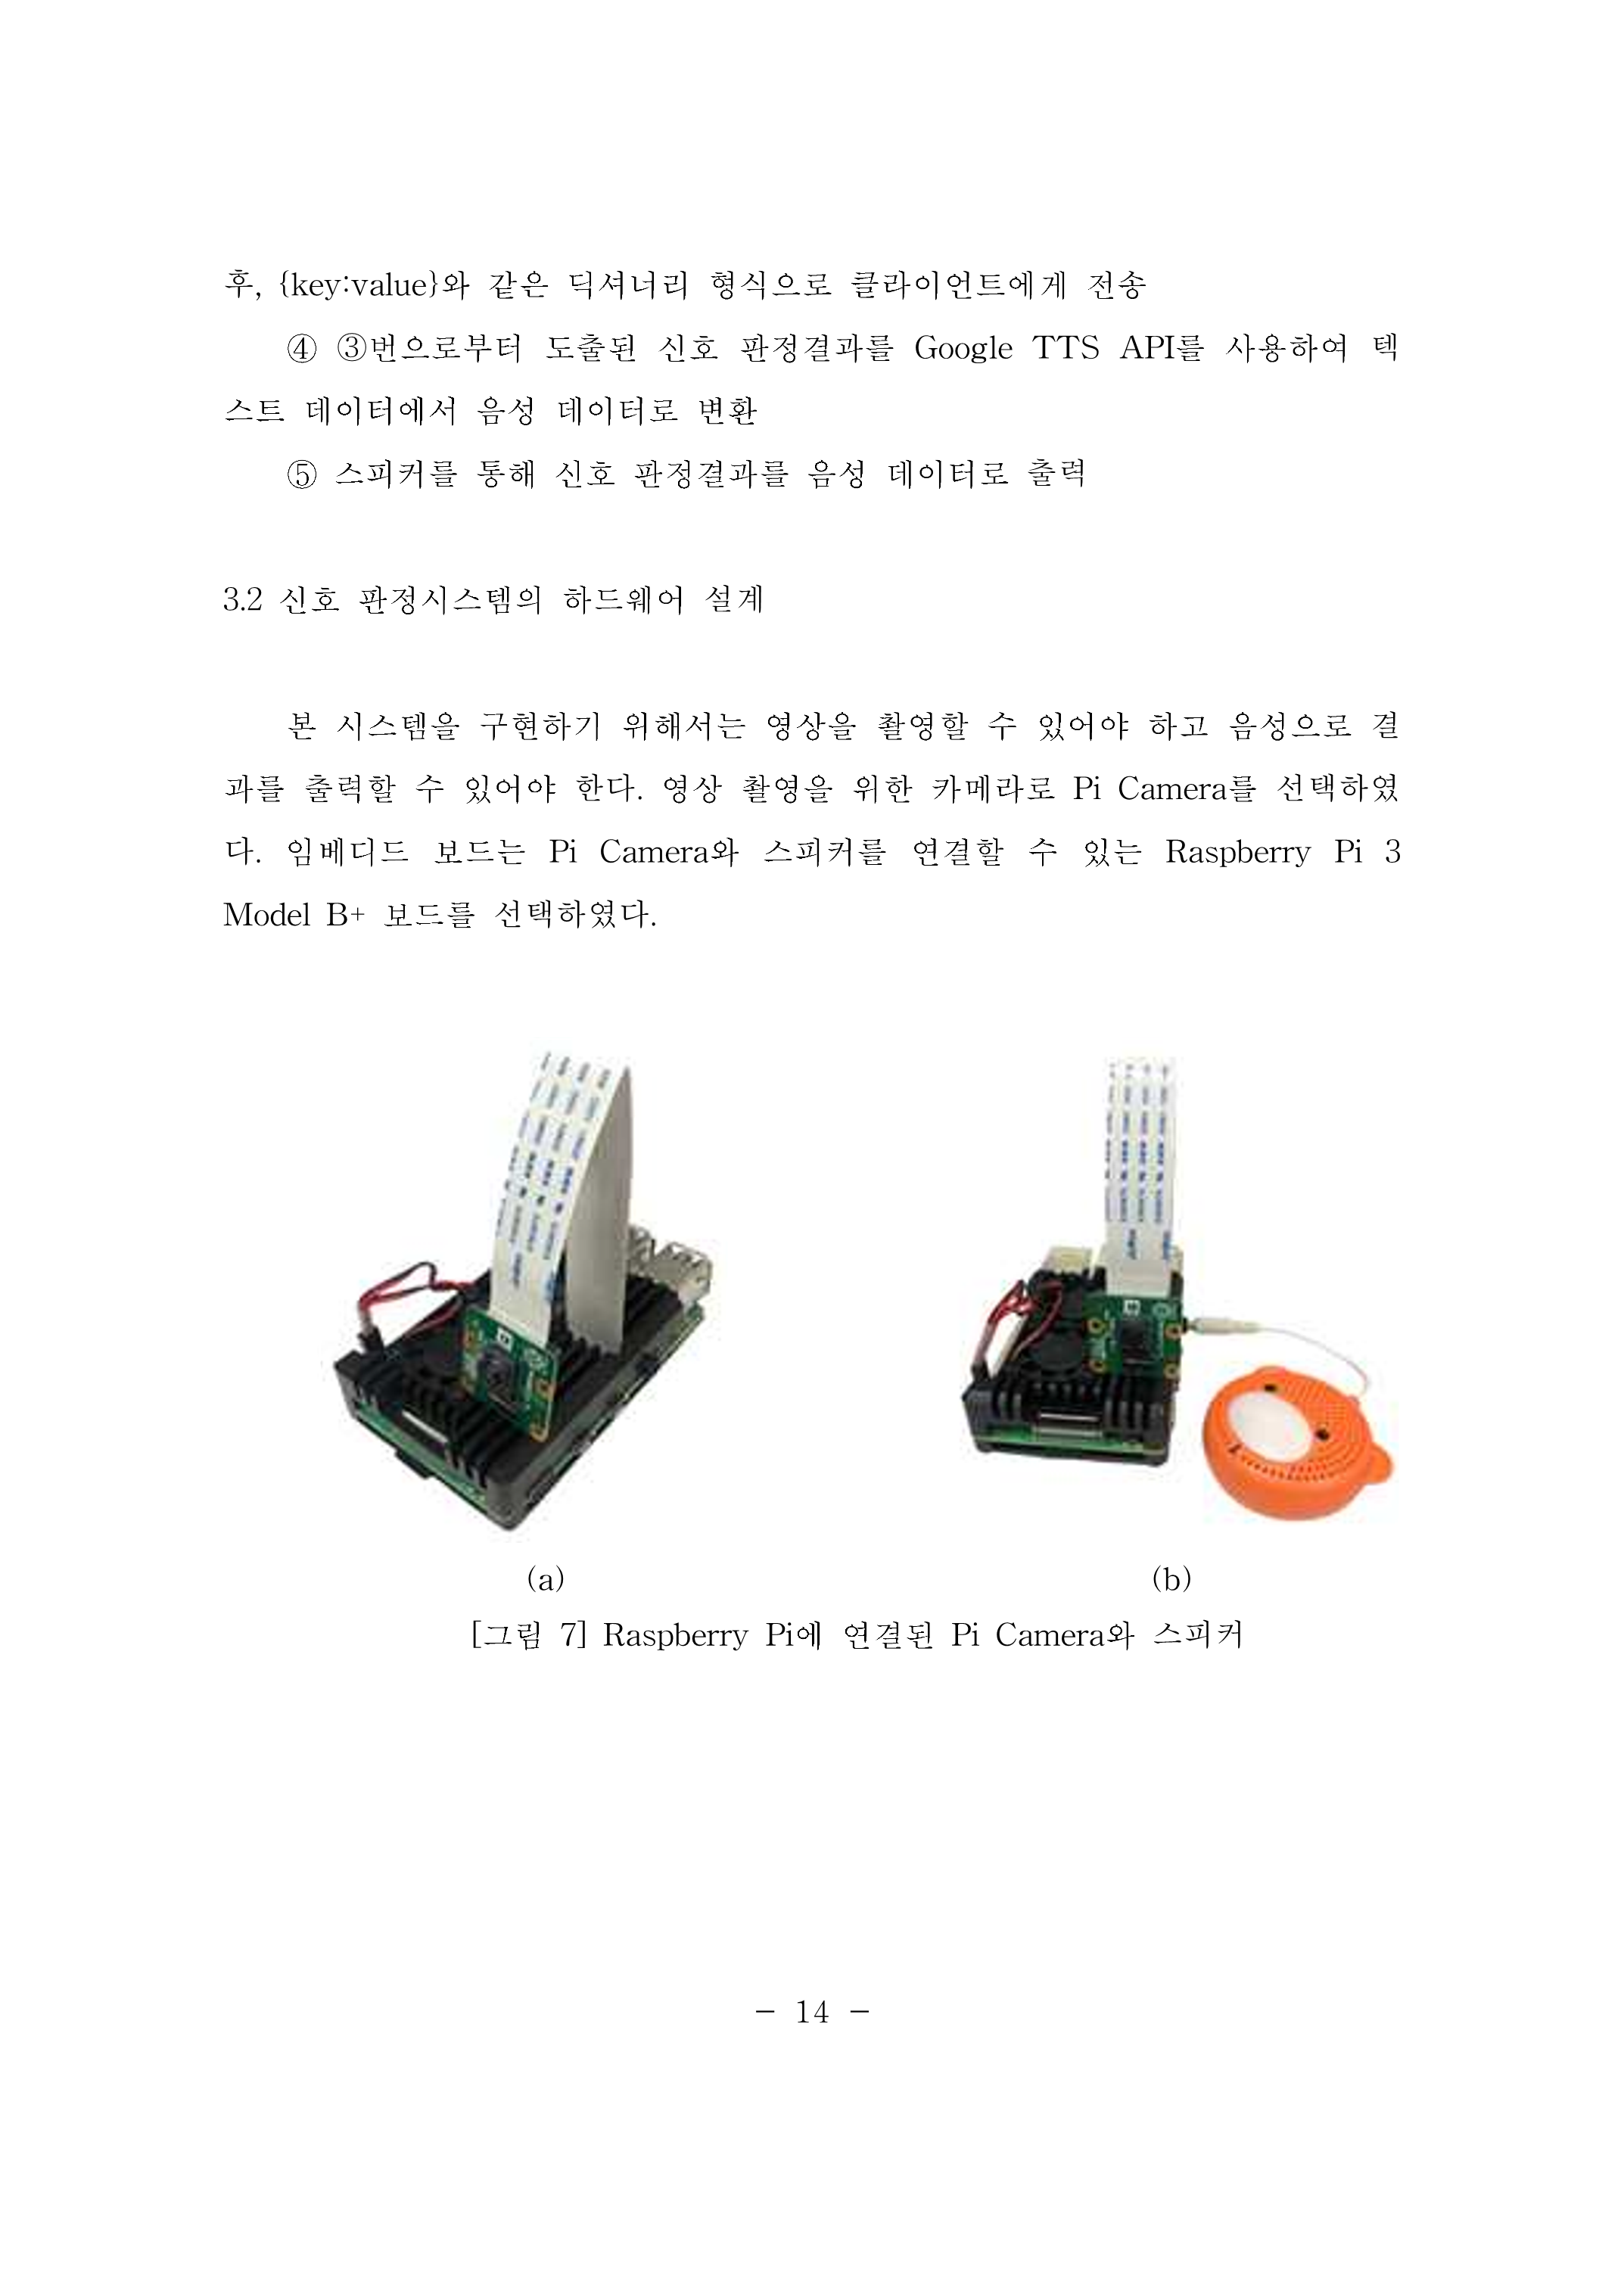 후, {key:value}와 같은 딕셔너리 형식으로 클라이언트에게 전송
④ ③번으로부터 도출된 신호 판정결과를 Google TTS API를 사용하여 텍
스트 데이터에서 음성 데이터로 변환
⑤ 스피커를 통해 신호 판정결과를 음성 데이터로 출력
3.2 신호 판정시스템의 하드웨어 설계
본 시스템을 구현하기 위해서는 영상을 촬영할 수 있어야 하고 음성으로 결
과를 출력할 수 있어야 한다. 영상 촬영을 위한 카메라로 Pi Camera를 선택하였
다. 임베디드 보드는 Pi Camera와 스피커를 연결할 수 있는 Raspberry Pi 3
Model B+ 보드를 선택하였다.
(a) (b)
[그림 7] Raspberry Pi에 연결된 Pi Camera와 스피커
- 14 -